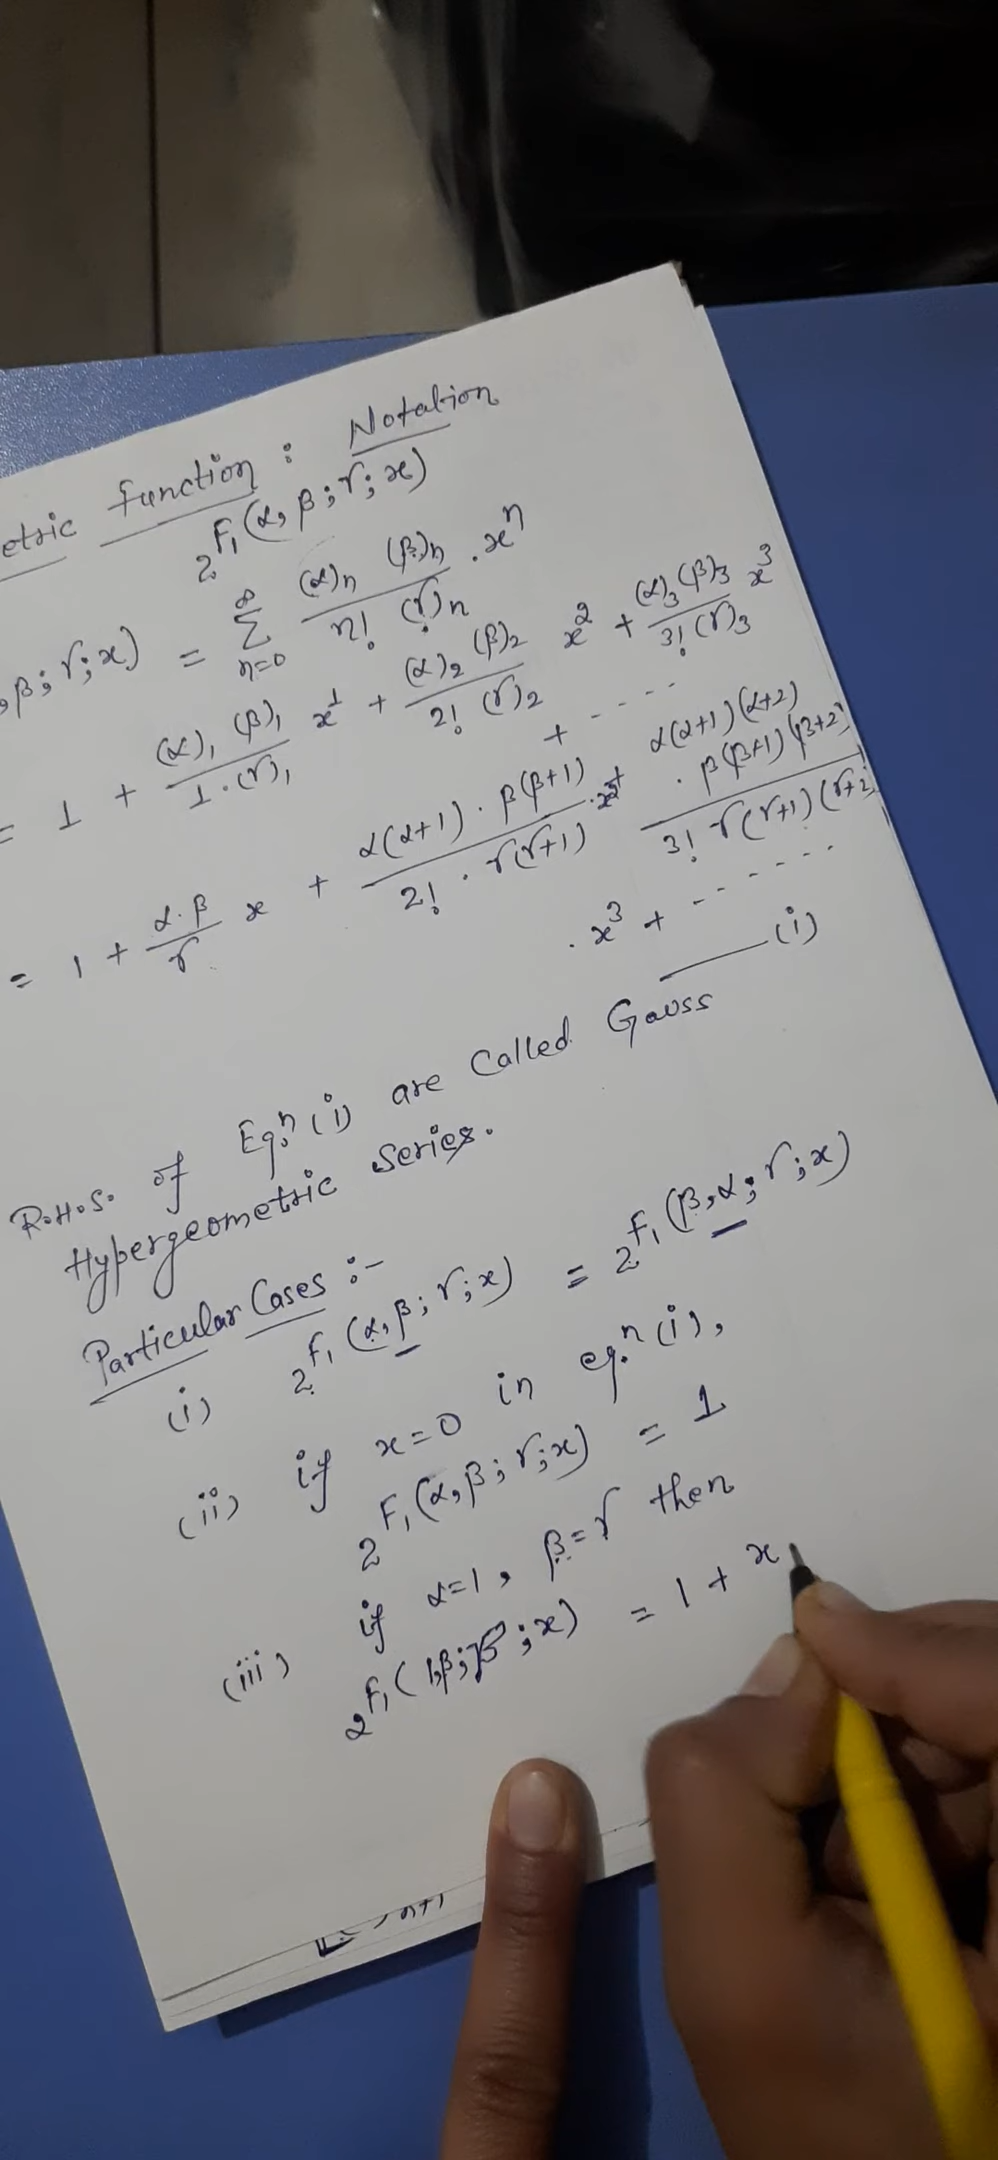 etric function : Notation
₂F₁(α, β ; γ ; x)
, β ; γ ; x) = ∞ Σ n=0 (α)n (β)n / n! (γ)n . xⁿ
= 1 + (α)₁ (β)₁ / 1 · (γ)₁ x¹ + (α)₂ (β)₂ / 2! (γ)₂ x² + (α)₃ (β)₃ / 3! (γ)₃ x³
+ - - - -
= 1 + α·β / γ x + α(α+1) · β(β+1) / 2! · γ(γ+1) · x² + α(α+1)(α+2) · β(β+1)(β+2) / 3! γ(γ+1)(γ+2
· x³ + - - - - - -
—— (i)
R.H.S. of Eqⁿ (i) are Called Gauss
Hypergeometric Series.
Particular Cases :-
(i) ₂F₁(α, β ; γ ; x) = ₂F₁(β, α ; γ ; x)
(ii) if x=0 in eqⁿ (i),
₂F₁(α, β ; γ ; x) = 1
(iii) if α=1, β=γ then
₂F₁(1, β ; β ; x) = 1 + x
n+1